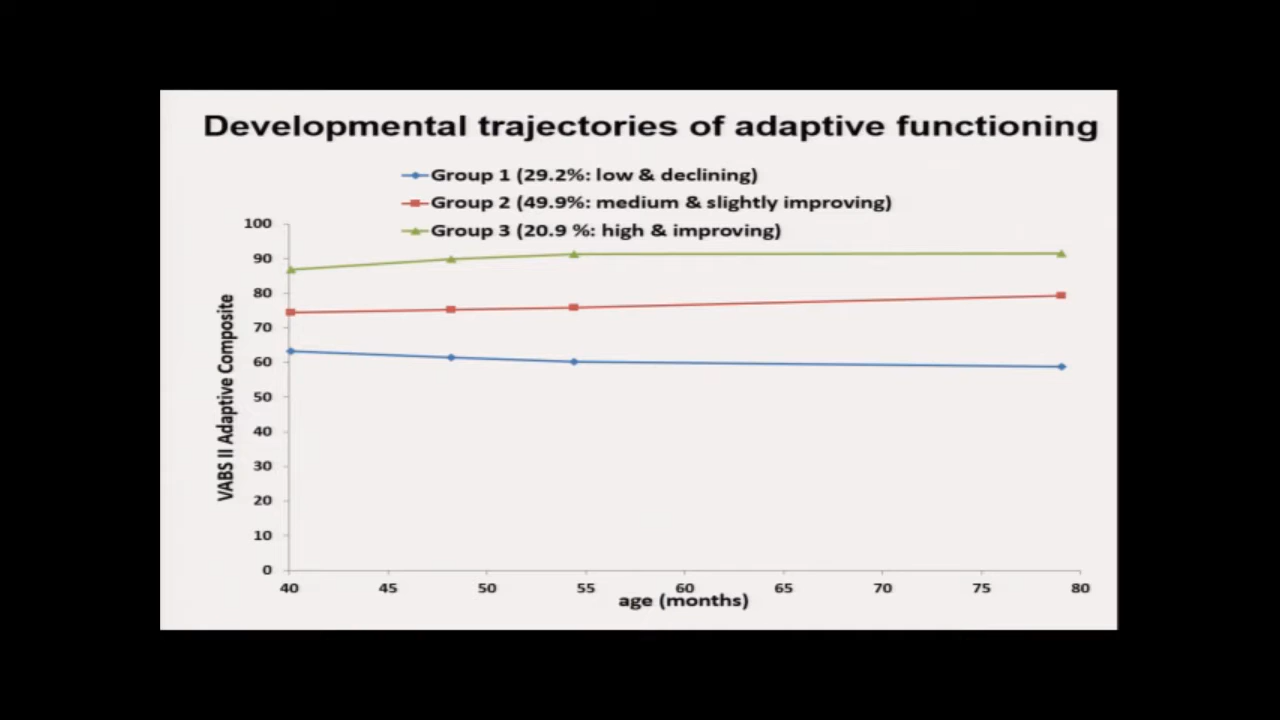 Developmental trajectories of adaptive functioning
Group 1 (29.2%: low & declining)
Group 2 (49.9%: medium & slightly improving)
Group 3 (20.9 %: high & improving)
100
90
80
70
60
50
40
30
20
10
0
VABS II Adaptive Composite
40 45 50 55 60 65 70 75 80
age (months)